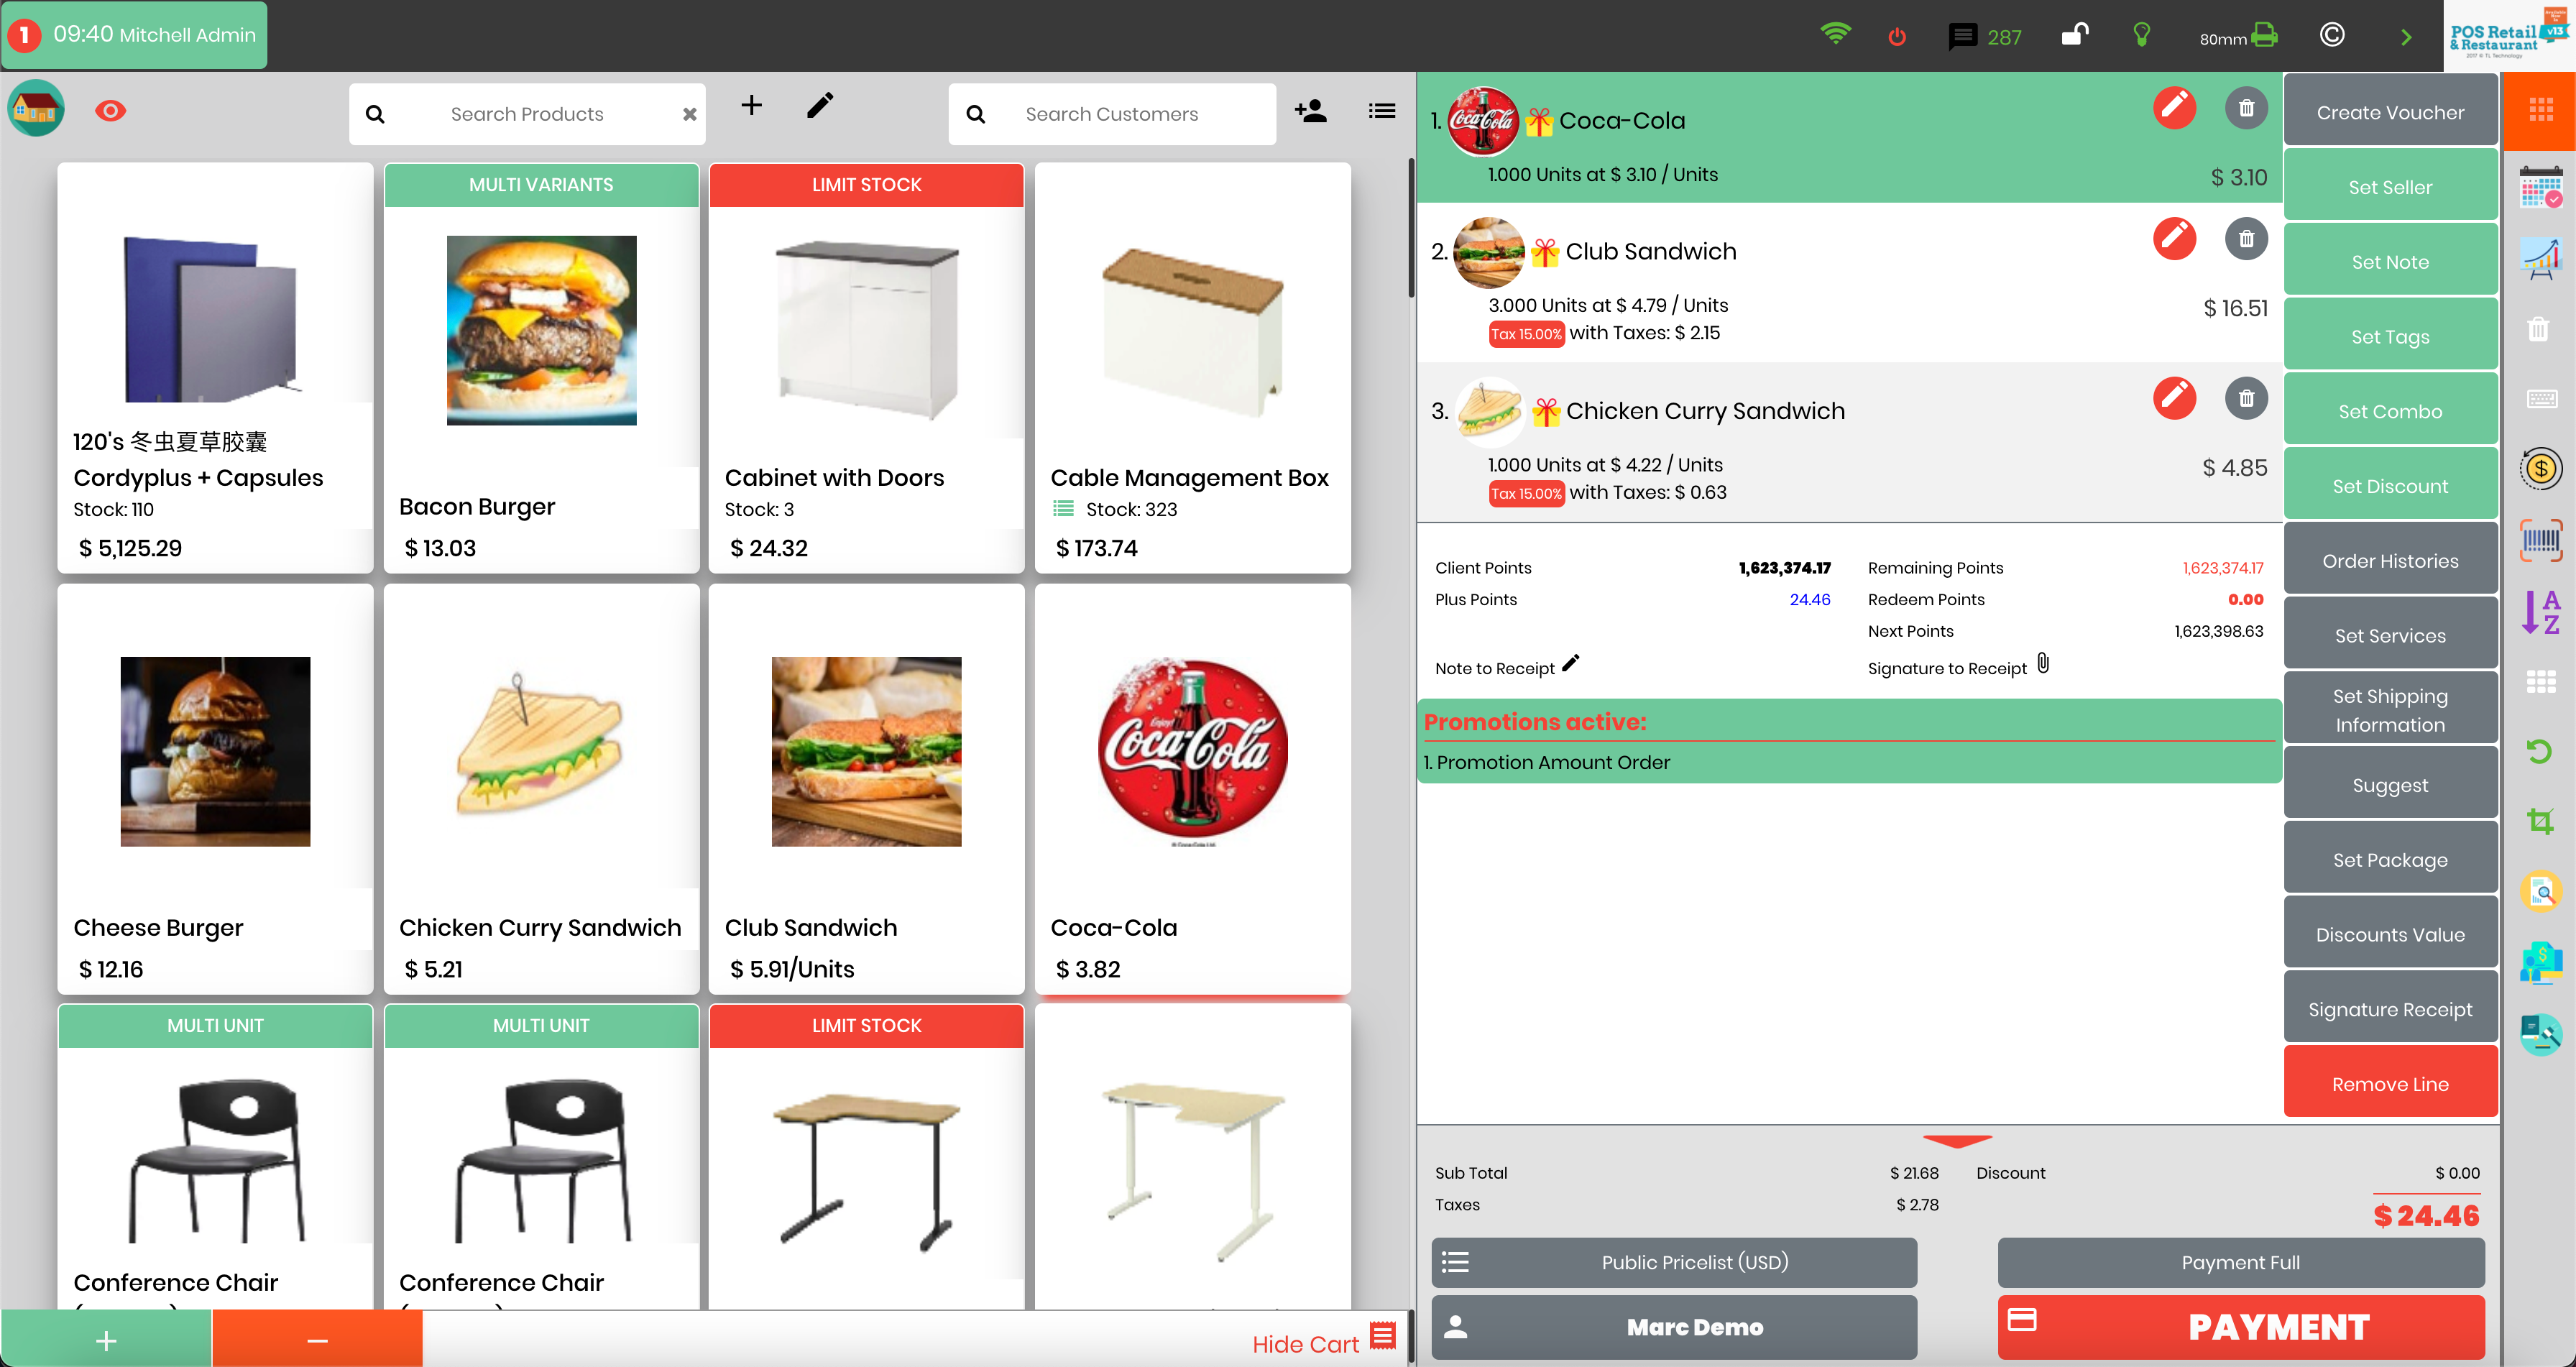 1 09:40 Mitchell Admin
287
80mm
POS Retail
& Restaurant
v13
2017 © TL Technology
Search Products
Search Customers
120's 冬虫夏草胶囊
Cordyplus + Capsules
Stock: 110
$ 5,125.29
MULTI VARIANTS
Bacon Burger
$ 13.03
LIMIT STOCK
Cabinet with Doors
Stock: 3
$ 24.32
Cable Management Box
Stock: 323
$ 173.74
Cheese Burger
$ 12.16
Chicken Curry Sandwich
$ 5.21
Club Sandwich
$ 5.91/Units
Enjoy
Coca-Cola
Coca-Cola
$ 3.82
MULTI UNIT
Conference Chair
MULTI UNIT
Conference Chair
LIMIT STOCK
+
−
Hide Cart
1. Coca-Cola Coca-Cola
1.000 Units at $ 3.10 / Units
$ 3.10
2. Club Sandwich
3.000 Units at $ 4.79 / Units
$ 16.51
Tax 15.00% with Taxes: $ 2.15
3. Chicken Curry Sandwich
1.000 Units at $ 4.22 / Units
$ 4.85
Tax 15.00% with Taxes: $ 0.63
Client Points 1,623,374.17 Remaining Points 1,623,374.17
Plus Points 24.46 Redeem Points 0.00
Next Points 1,623,398.63
Note to Receipt
Signature to Receipt
Promotions active:
1. Promotion Amount Order
Sub Total $ 21.68 Discount $ 0.00
Taxes $ 2.78
$ 24.46
Public Pricelist (USD)
Payment Full
Marc Demo
PAYMENT
Create Voucher
Set Seller
Set Note
Set Tags
Set Combo
Set Discount
Order Histories
Set Services
Set Shipping
Information
Suggest
Set Package
Discounts Value
Signature Receipt
Remove Line
A
Z